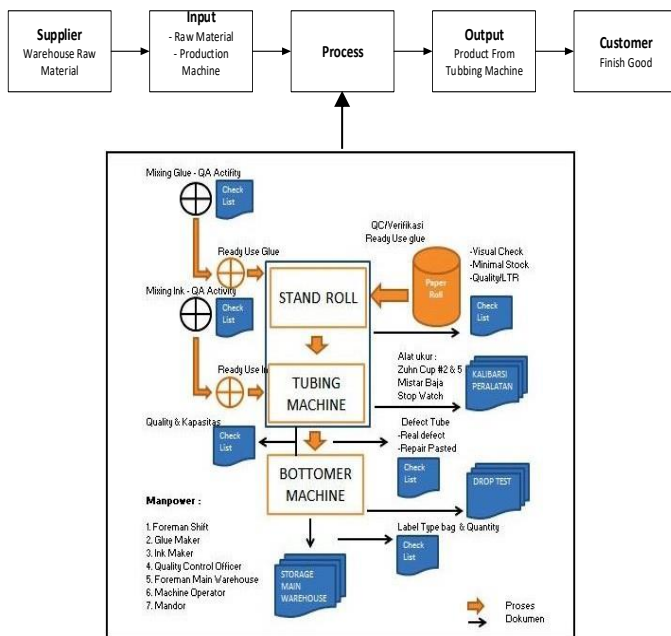 Supplier
Warehouse Raw
Material
Input
- Raw Material
- Production
Machine
Process
Output
Product From
Tubbing Machine
Customer
Finish Good
Mixing Glue - QA Actifity
Check
List
Ready Use Glue
QC/Verifikasi
Ready Use glue
Paper
Roll
-Visual Check
-Minimal Stock
-Quality/LTR
Check
List
STAND ROLL
Mixing Ink - QA Activity
Check
List
Ready Use In
TUBING
MACHINE
Alat ukur :
Zuhn Cup #2 & 5
Mistar Baja
Stop Watch
KALIBARSI
PERALATAN
Quality & Kapasitas
Check
List
Defect Tube
-Real defect
-Repair Pasted
Check
List
BOTTOMER
MACHINE
DROP TEST
Manpower :
1. Foreman Shift
2. Glue Maker
3. Ink Maker
4. Quality Control Officer
5. Foreman Main Warehouse
6. Machine Operator
7. Mandor
Label Type bag & Quantity
Check
List
STORAGE
MAIN
WAREHOUSE
Proses
Dokumen